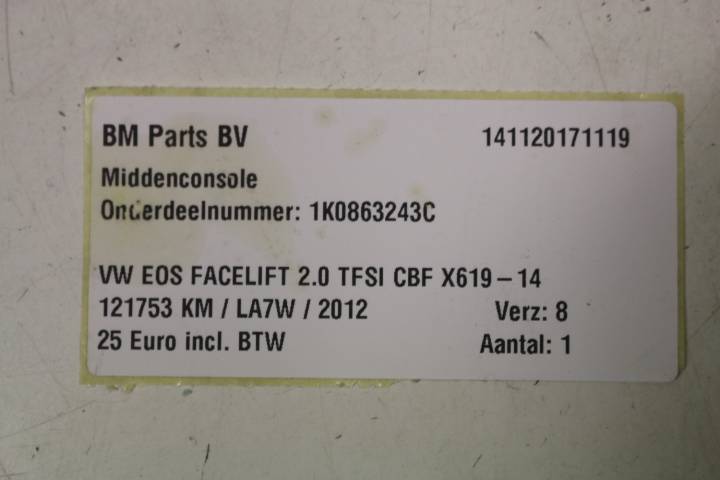 BM Parts BV 141120171119
Middenconsole
Onderdeelnummer: 1K0863243C
VW EOS FACELIFT 2.0 TFSI CBF X619-14
121753 KM / LA7W / 2012 Verz: 8
25 Euro incl. BTW Aantal: 1